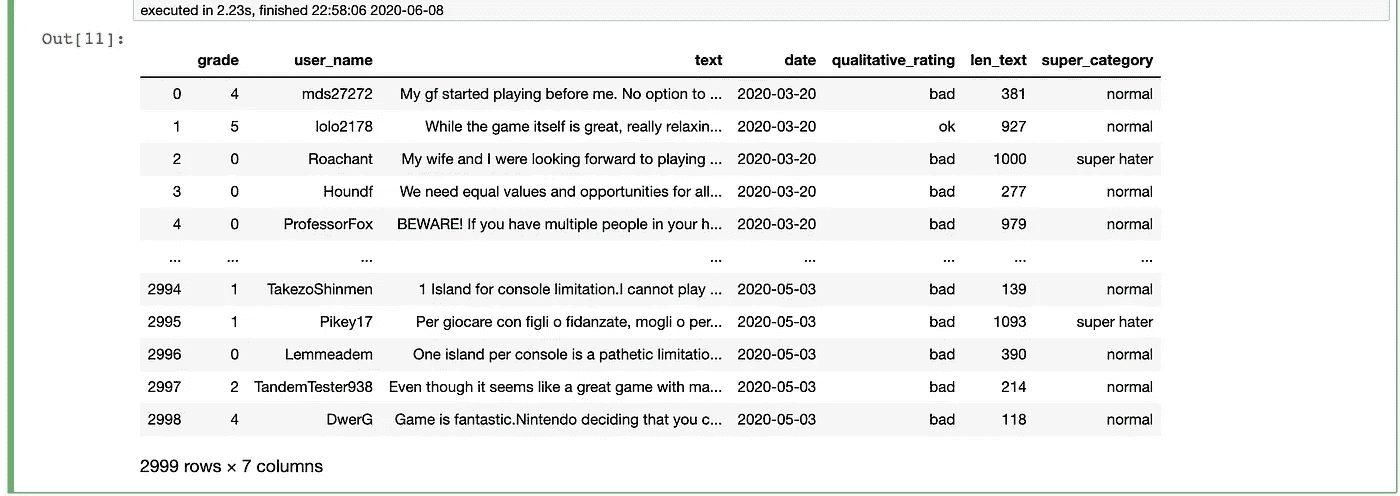 executed in 2.23s, finished 22:58:06 2020-06-08
Out[11]:
grade user_name text date qualitative_rating len_text super_category
0 4 mds27272 My gf started playing before me. No option to ... 2020-03-20 bad 381 normal
1 5 lolo2178 While the game itself is great, really relaxin... 2020-03-20 ok 927 normal
2 0 Roachant My wife and I were looking forward to playing ... 2020-03-20 bad 1000 super hater
3 0 Houndf We need equal values and opportunities for all... 2020-03-20 bad 277 normal
4 0 ProfessorFox BEWARE! If you have multiple people in your h... 2020-03-20 bad 979 normal
... ... ... ... ... ... ... ...
2994 1 TakezoShinmen 1 Island for console limitation.I cannot play ... 2020-05-03 bad 139 normal
2995 1 Pikey17 Per giocare con figli o fidanzate, mogli o per... 2020-05-03 bad 1093 super hater
2996 0 Lemmeadem One island per console is a pathetic limitatio... 2020-05-03 bad 390 normal
2997 2 TandemTester938 Even though it seems like a great game with ma... 2020-05-03 bad 214 normal
2998 4 DwerG Game is fantastic.Nintendo deciding that you c... 2020-05-03 bad 118 normal
2999 rows × 7 columns